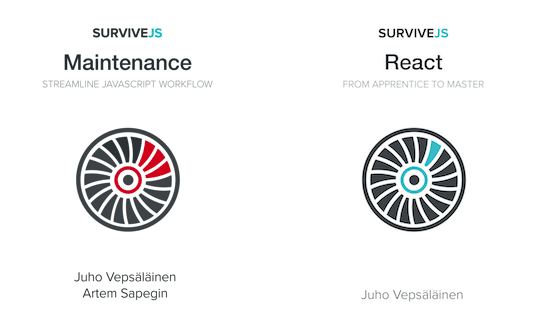 SURVIVEJS
Maintenance
STREAMLINE JAVASCRIPT WORKFLOW
Juho Vepsäläinen
Artem Sapegin
SURVIVEJS
React
FROM APPRENTICE TO MASTER
Juho Vepsäläinen